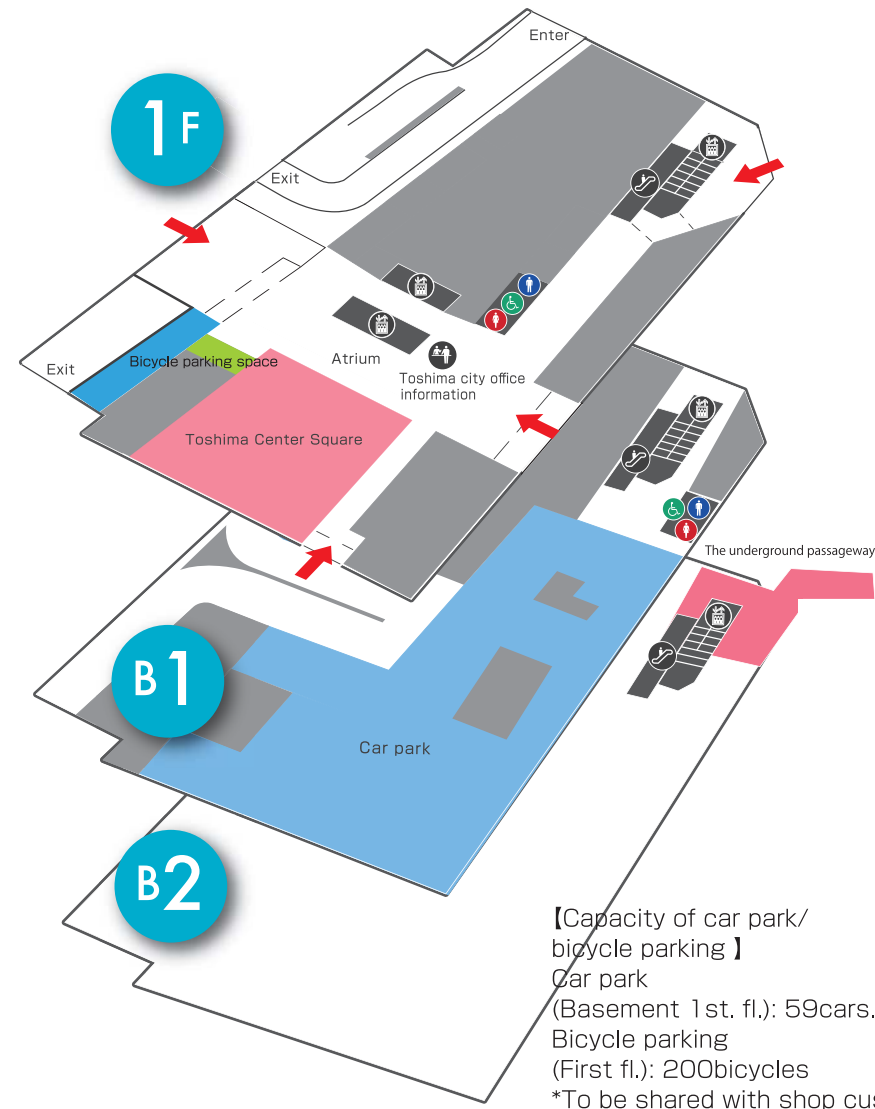 Enter
1F
Exit
Exit
Bicycle parking space
Atrium
Toshima city office
information
Toshima Center Square
The underground passageway
B1
Car park
B2
【Capacity of car park/
bicycle parking 】
Car park
(Basement 1st. fl.): 59cars.
Bicycle parking
(First fl.): 200bicycles
*To be shared with shop